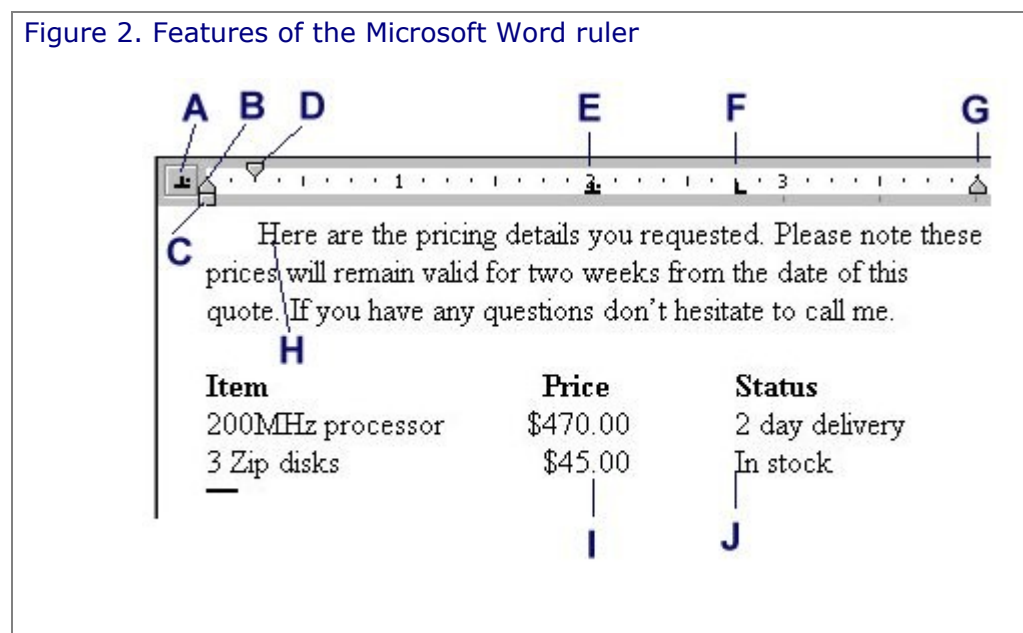 Figure 2. Features of the Microsoft Word ruler
A B D E F G
1 2 3
C
Here are the pricing details you requested. Please note these
prices will remain valid for two weeks from the date of this
quote. If you have any questions don't hesitate to call me.
H
Item Price Status
200MHz processor $470.00 2 day delivery
3 Zip disks $45.00 In stock
I J